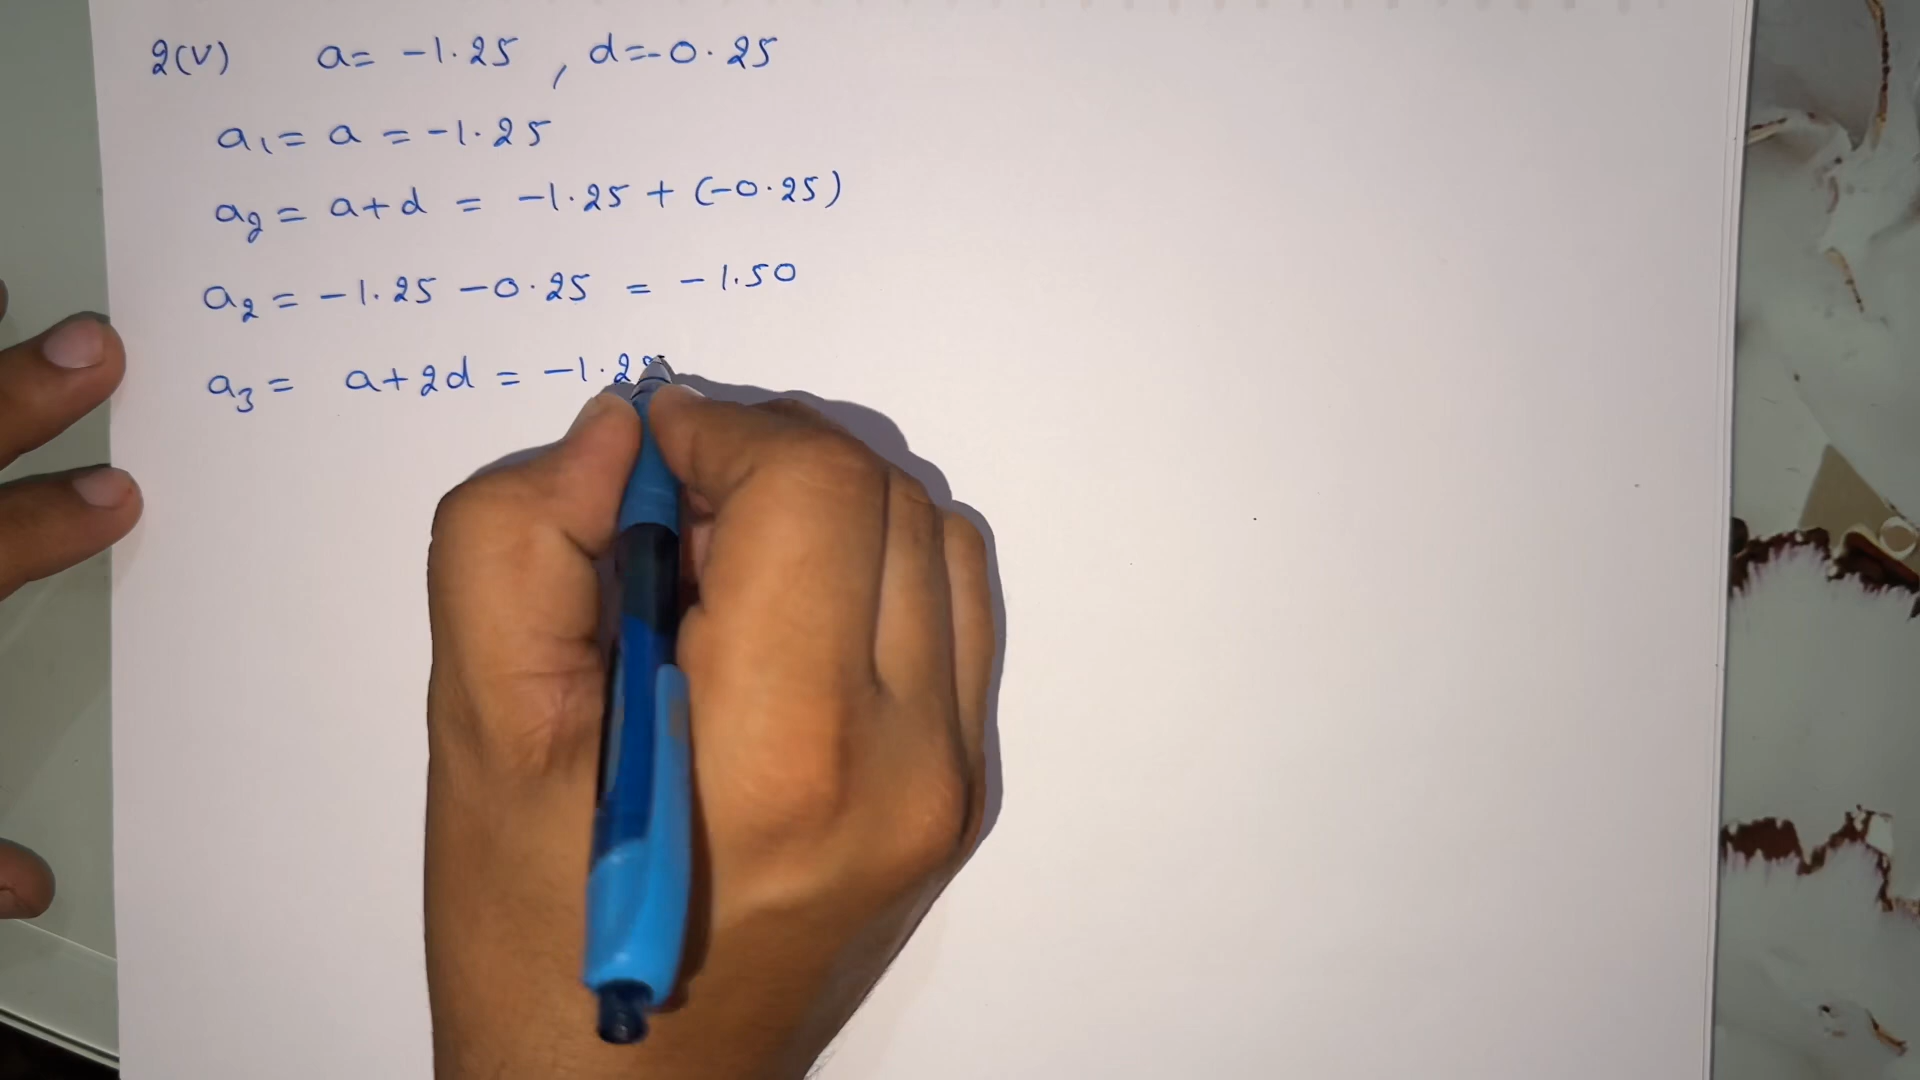 2(v) a= -1.25 , d=-0.25
a₁= a = -1.25
a₂ = a+d = -1.25 + (-0.25)
a₂ = -1.25 -0.25 = -1.50
a₃ = a+2d = -1.2